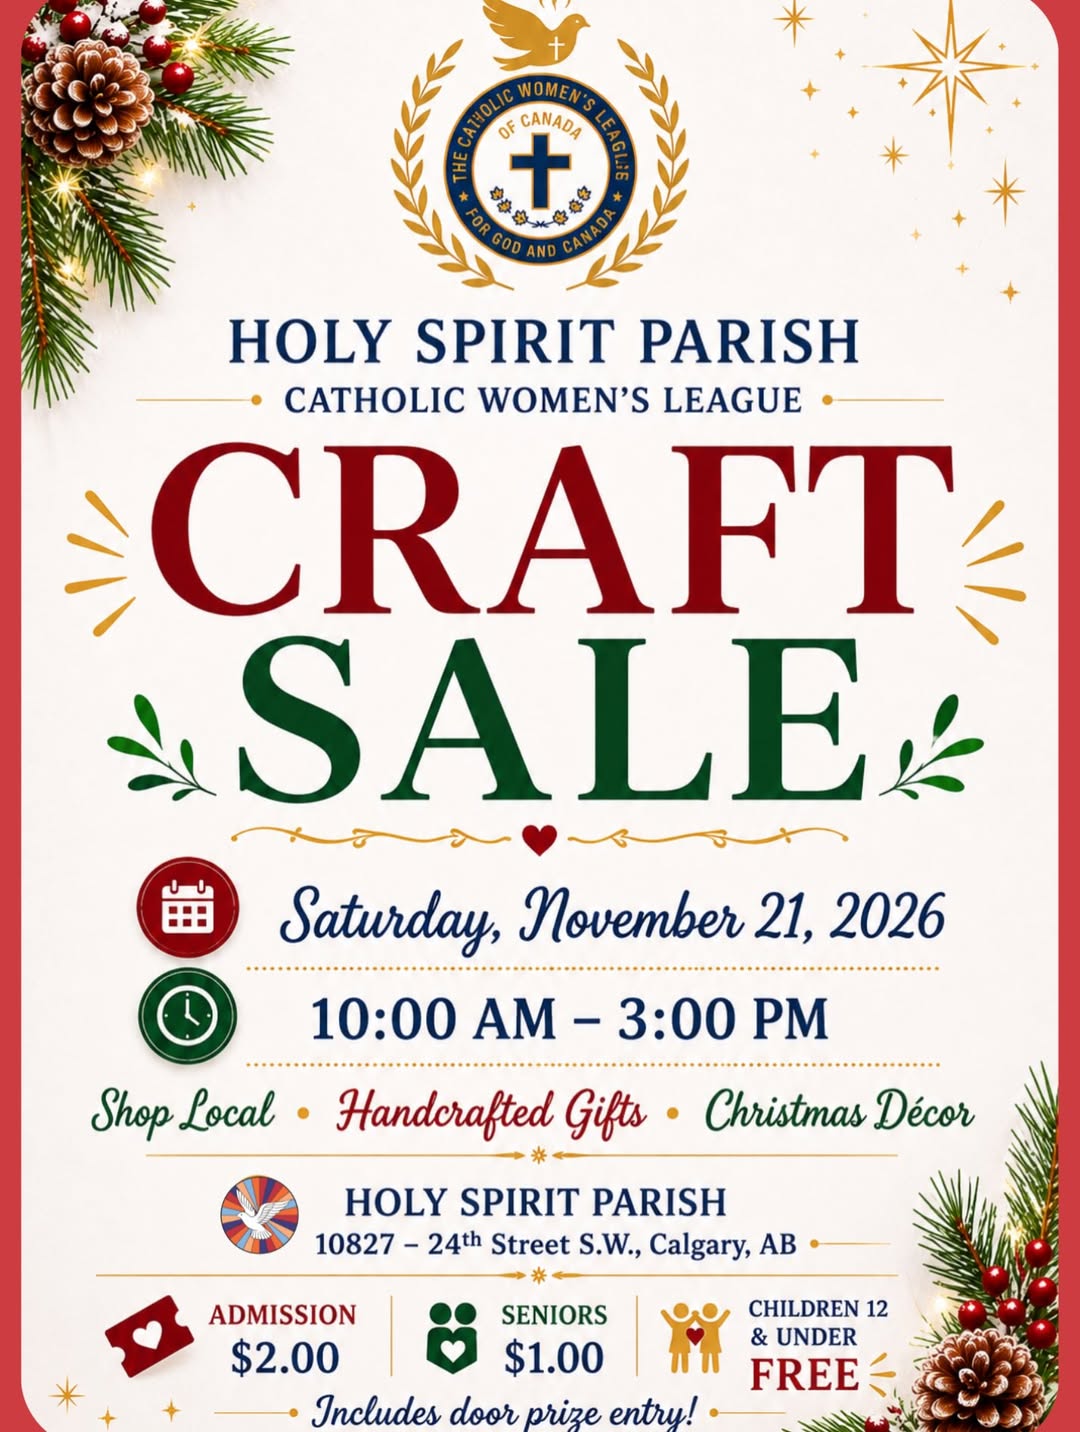 THE CATHOLIC WOMEN'S LEAGUE
OF CANADA
FOR GOD AND CANADA
HOLY SPIRIT PARISH
CATHOLIC WOMEN'S LEAGUE
CRAFT
SALE
Saturday, November 21, 2026
10:00 AM – 3:00 PM
Shop Local • Handcrafted Gifts • Christmas Décor
HOLY SPIRIT PARISH
10827 – 24th Street S.W., Calgary, AB
ADMISSION
$2.00
SENIORS
$1.00
CHILDREN 12
& UNDER
FREE
Includes door prize entry!